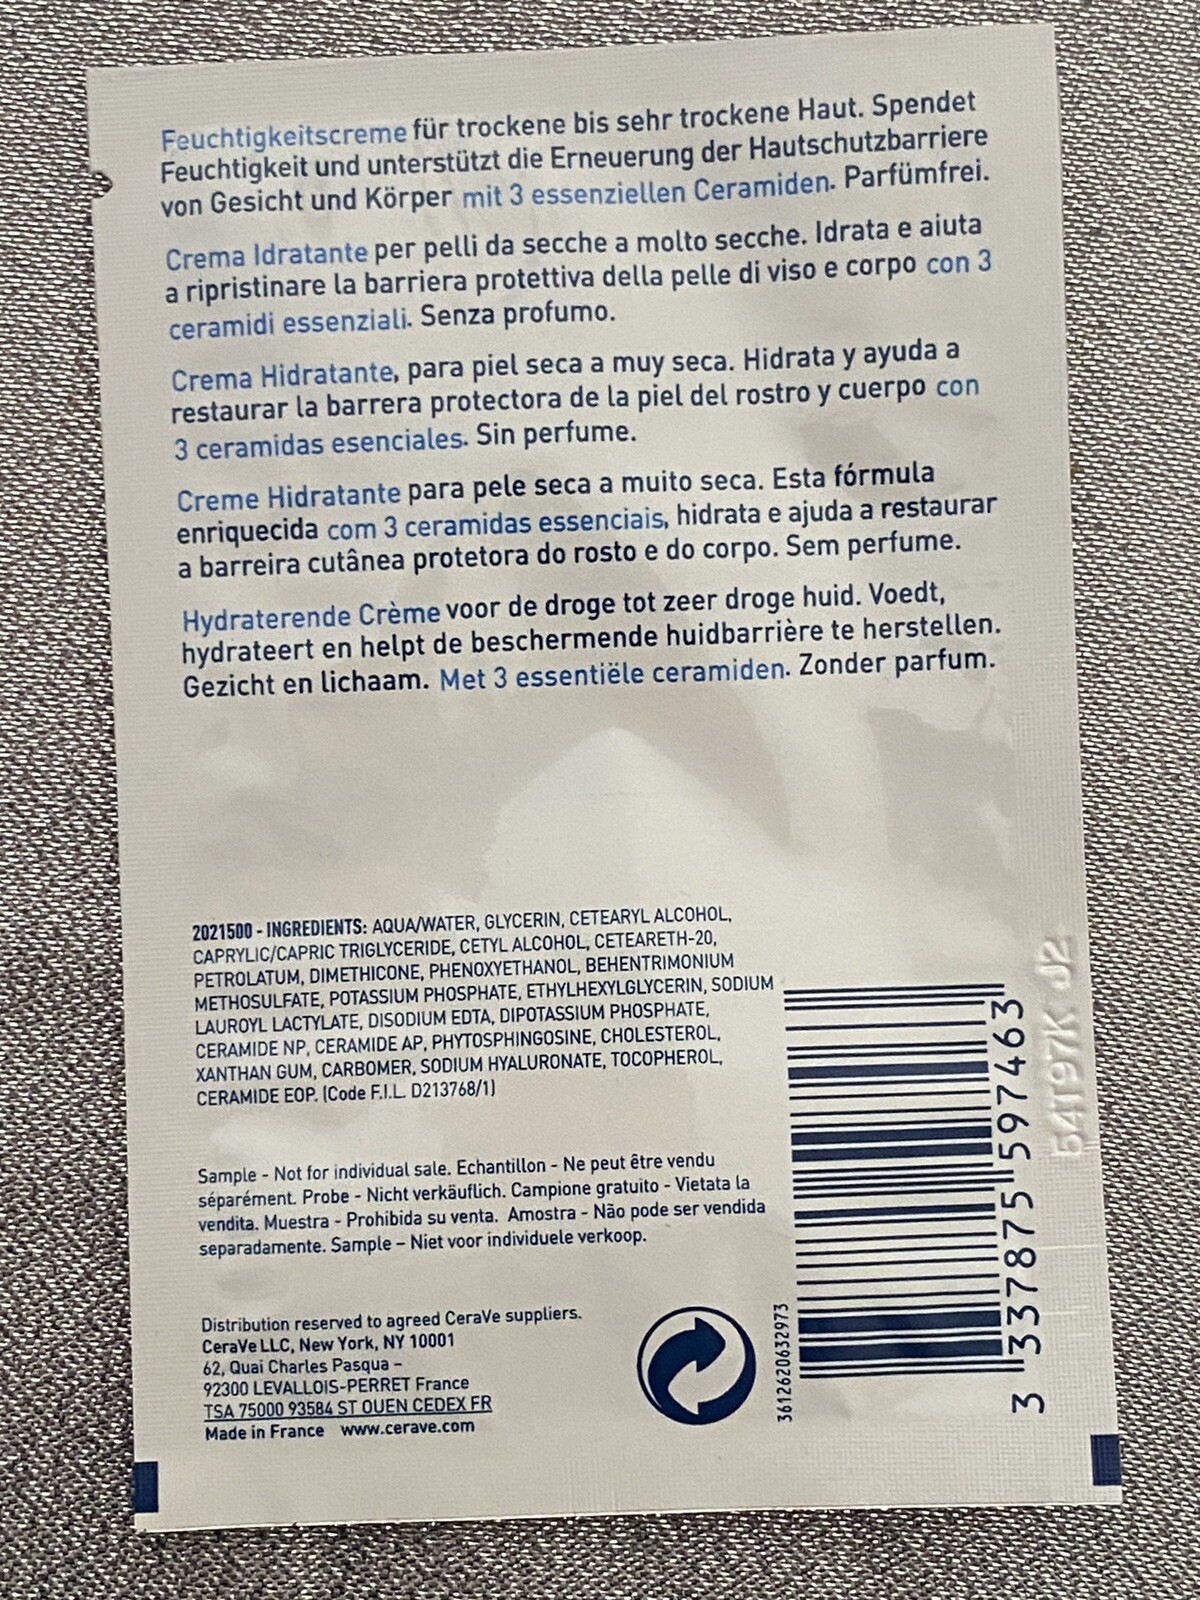 Feuchtigkeitscreme für trockene bis sehr trockene Haut. Spendet
Feuchtigkeit und unterstützt die Erneuerung der Hautschutzbarriere
von Gesicht und Körper mit 3 essenziellen Ceramiden. Parfümfrei.
Crema Idratante per pelli da secche a molto secche. Idrata e aiuta
a ripristinare la barriera protettiva della pelle di viso e corpo con 3
ceramidi essenziali. Senza profumo.
Crema Hidratante, para piel seca a muy seca. Hidrata y ayuda a
restaurar la barrera protectora de la piel del rostro y cuerpo con
3 ceramidas esenciales. Sin perfume.
Creme Hidratante para pele seca a muito seca. Esta fórmula
enriquecida com 3 ceramidas essenciais, hidrata e ajuda a restaurar
a barreira cutânea protetora do rosto e do corpo. Sem perfume.
Hydraterende Crème voor de droge tot zeer droge huid. Voedt,
hydrateert en helpt de beschermende huidbarrière te herstellen.
Gezicht en lichaam. Met 3 essentiële ceramiden. Zonder parfum.
2021500 - INGREDIENTS: AQUA/WATER, GLYCERIN, CETEARYL ALCOHOL,
CAPRYLIC/CAPRIC TRIGLYCERIDE, CETYL ALCOHOL, CETEARETH-20,
PETROLATUM, DIMETHICONE, PHENOXYETHANOL, BEHENTRIMONIUM
METHOSULFATE, POTASSIUM PHOSPHATE, ETHYLHEXYLGLYCERIN, SODIUM
LAUROYL LACTYLATE, DISODIUM EDTA, DIPOTASSIUM PHOSPHATE,
CERAMIDE NP, CERAMIDE AP, PHYTOSPHINGOSINE, CHOLESTEROL,
XANTHAN GUM, CARBOMER, SODIUM HYALURONATE, TOCOPHEROL,
CERAMIDE EOP. (Code F.I.L. D213768/1)
Sample - Not for individual sale. Echantillon - Ne peut être vendu
séparément. Probe - Nicht verkäuflich. Campione gratuito - Vietata la
vendita. Muestra - Prohibida su venta. Amostra - Não pode ser vendida
separadamente. Sample – Niet voor individuele verkoop.
Distribution reserved to agreed CeraVe suppliers.
CeraVe LLC, New York, NY 10001
62, Quai Charles Pasqua –
92300 LEVALLOIS-PERRET France
TSA 75000 93584 ST OUEN CEDEX FR
Made in France www.cerave.com
3612620632973
3 337875 597463
54T97K J2